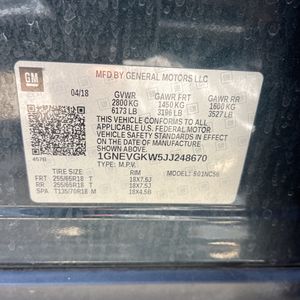 GM
MFD BY GENERAL MOTORS LLC
04/18 GVWR GAWR FRT GAWR RR
2800 KG 1450 KG 1600 KG
6173 LB 3196 LB 3527 LB
THIS VEHICLE CONFORMS TO ALL
APPLICABLE U.S. FEDERAL MOTOR
VEHICLE SAFETY STANDARDS IN
EFFECT ON THE DATE OF
MANUFACTURE SHOWN ABOVE.
1GNEVGKW5JJ248670
457B TYPE: M.P.V.
TIRE SIZE RIM MODEL: S01NC56
FRT 255/65R18 T 18X7.5J
RR 255/65R18 T 18X7.5J
SPA T135/70R18 M 18X4.5B